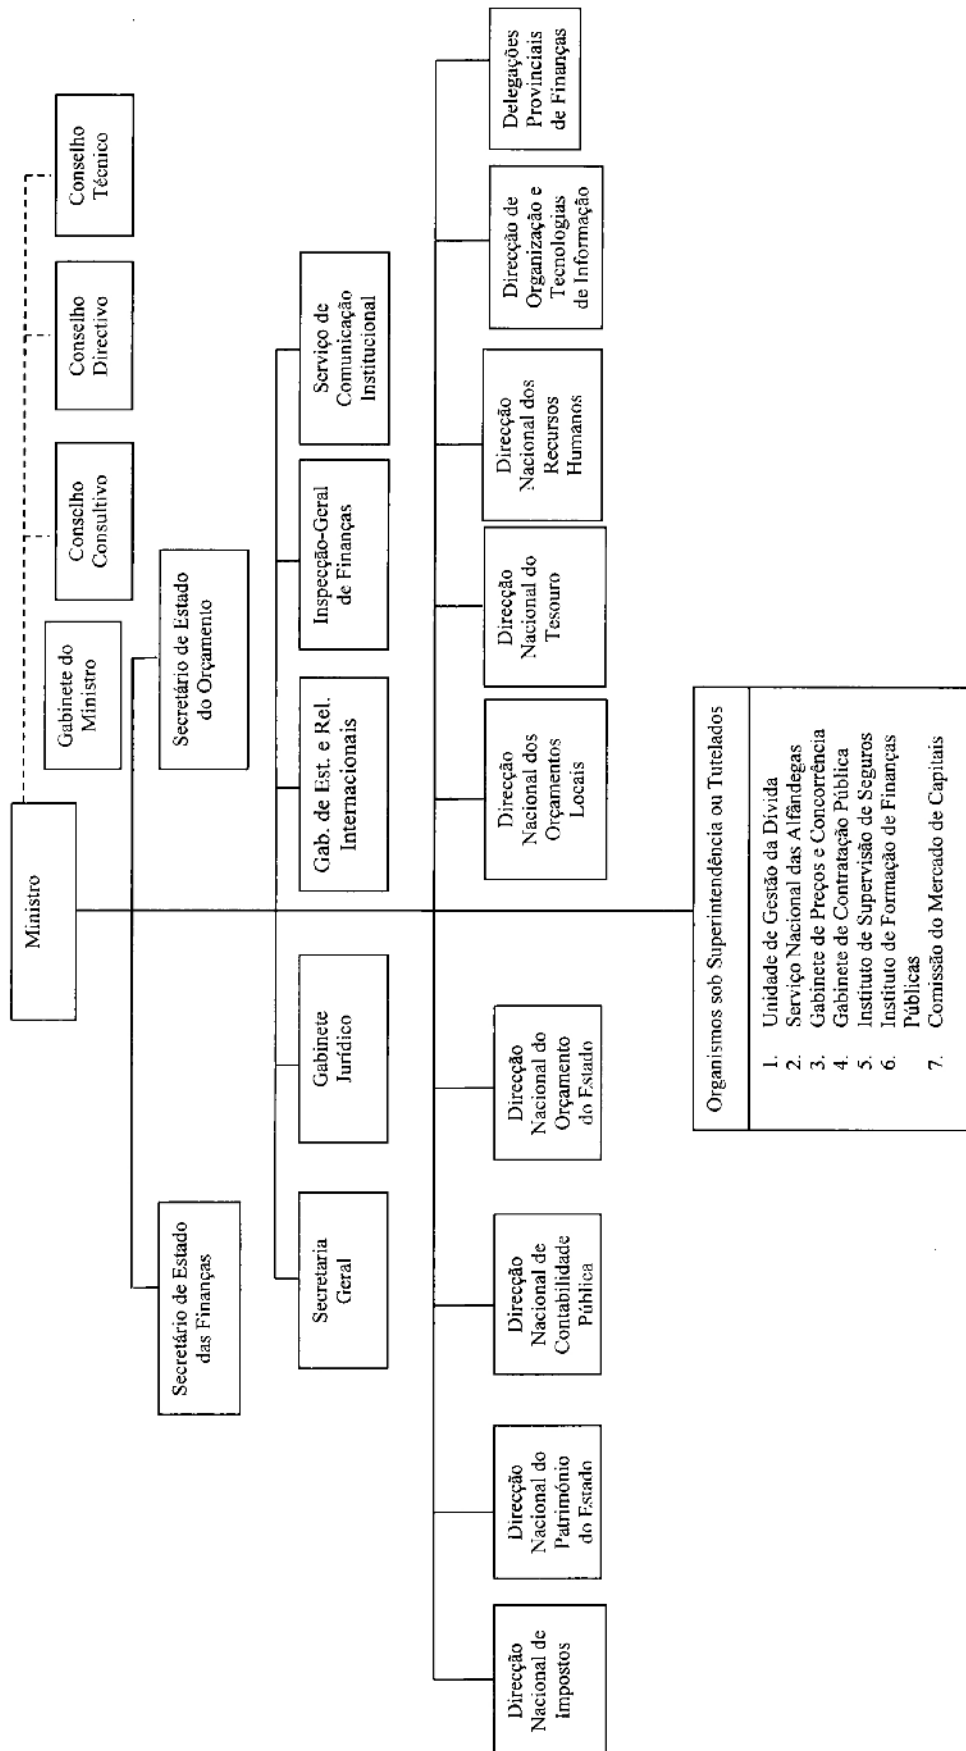 Ministro
Conselho
Consultivo
Conselho
Directivo
Conselho
Técnico
Gabinete do
Ministro
Secretário de Estado
das Finanças
Secretário de Estado
do Orçamento
Secretaria
Geral
Gabinete
Jurídico
Gab. de Est. e Rel.
Internacionais
Inspecção-Geral
de Finanças
Serviço de
Comunicação
Institucional
Direcção
Nacional de
Impostos
Direcção
Nacional do
Património
do Estado
Direcção
Nacional de
Contabilidade
Pública
Direcção
Nacional do
Orçamento
do Estado
Direcção
Nacional dos
Orçamentos
Locais
Direcção
Nacional do
Tesouro
Direcção
Nacional dos
Recursos
Humanos
Direcção de
Organização e
Tecnologias
de Informação
Delegações
Provinciais
de Finanças
Organismos sob Superintendência ou Tutelados
1. Unidade de Gestão da Dívida
2. Serviço Nacional das Alfândegas
3. Gabinete de Preços e Concorrência
4. Gabinete de Contratação Pública
5. Instituto de Supervisão de Seguros
6. Instituto de Formação de Finanças
Públicas
7. Comissão do Mercado de Capitais